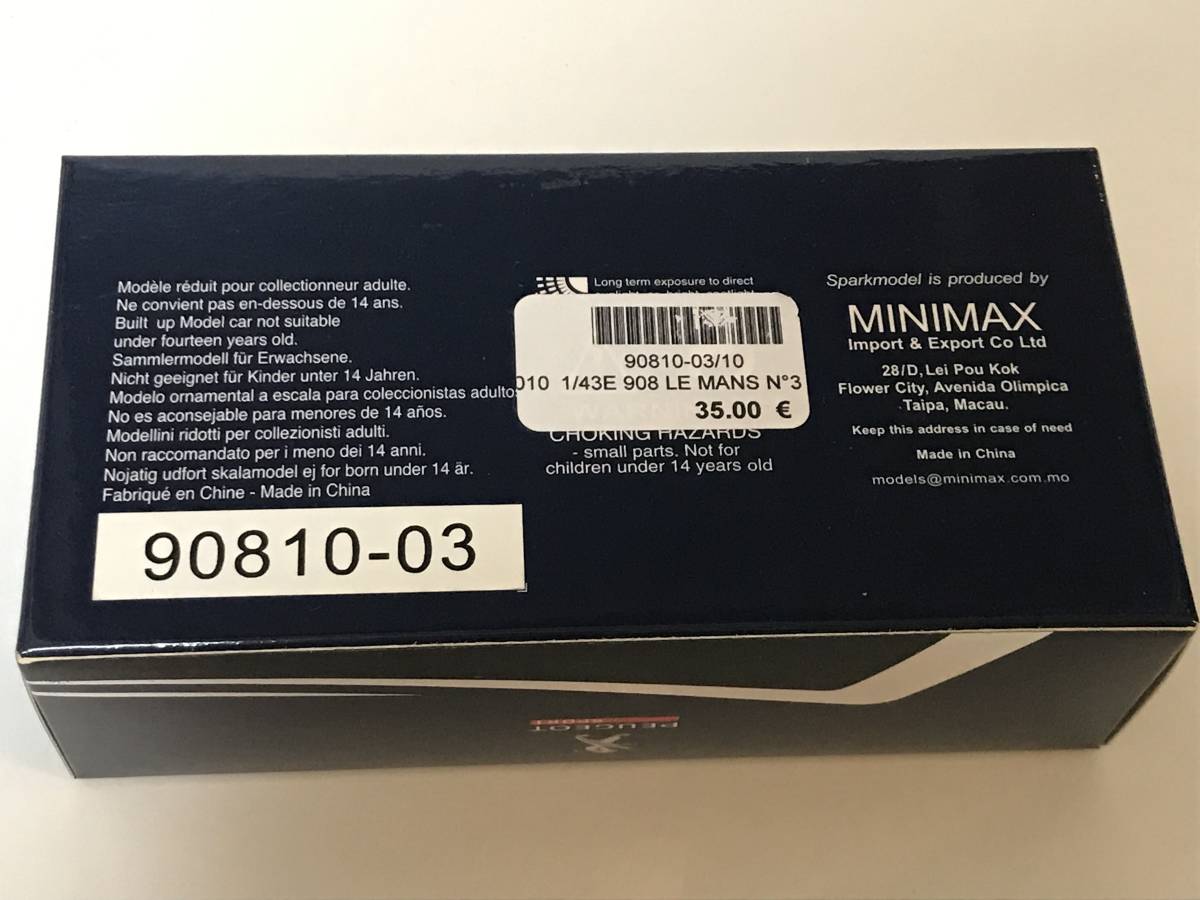 Modèle réduit pour collectionneur adulte.
Ne convient pas en-dessous de 14 ans.
Built up Model car not suitable
under fourteen years old.
Sammlermodell für Erwachsene.
Nicht geeignet für Kinder unter 14 Jahren.
Modelo ornamental a escala para coleccionistas adultos
No es aconsejable para menores de 14 años.
Modellini ridotti per collezionisti adulti.
Non raccomandato per i meno dei 14 anni.
Nojatig udfort skalamodel ej for born under 14 är.
Fabriqué en Chine - Made in China
90810-03
Long term exposure to direct
90810-03/10
010 1/43E 908 LE MANS N°3
35.00 €
CHOKING HAZARDS
- small parts. Not for
children under 14 years old
Sparkmodel is produced by
MINIMAX
Import & Export Co Ltd
28/D, Lei Pou Kok
Flower City, Avenida Olimpica
Taipa, Macau.
Keep this address in case of need
Made in China
models@minimax.com.mo
PEUGEOT
SPORT